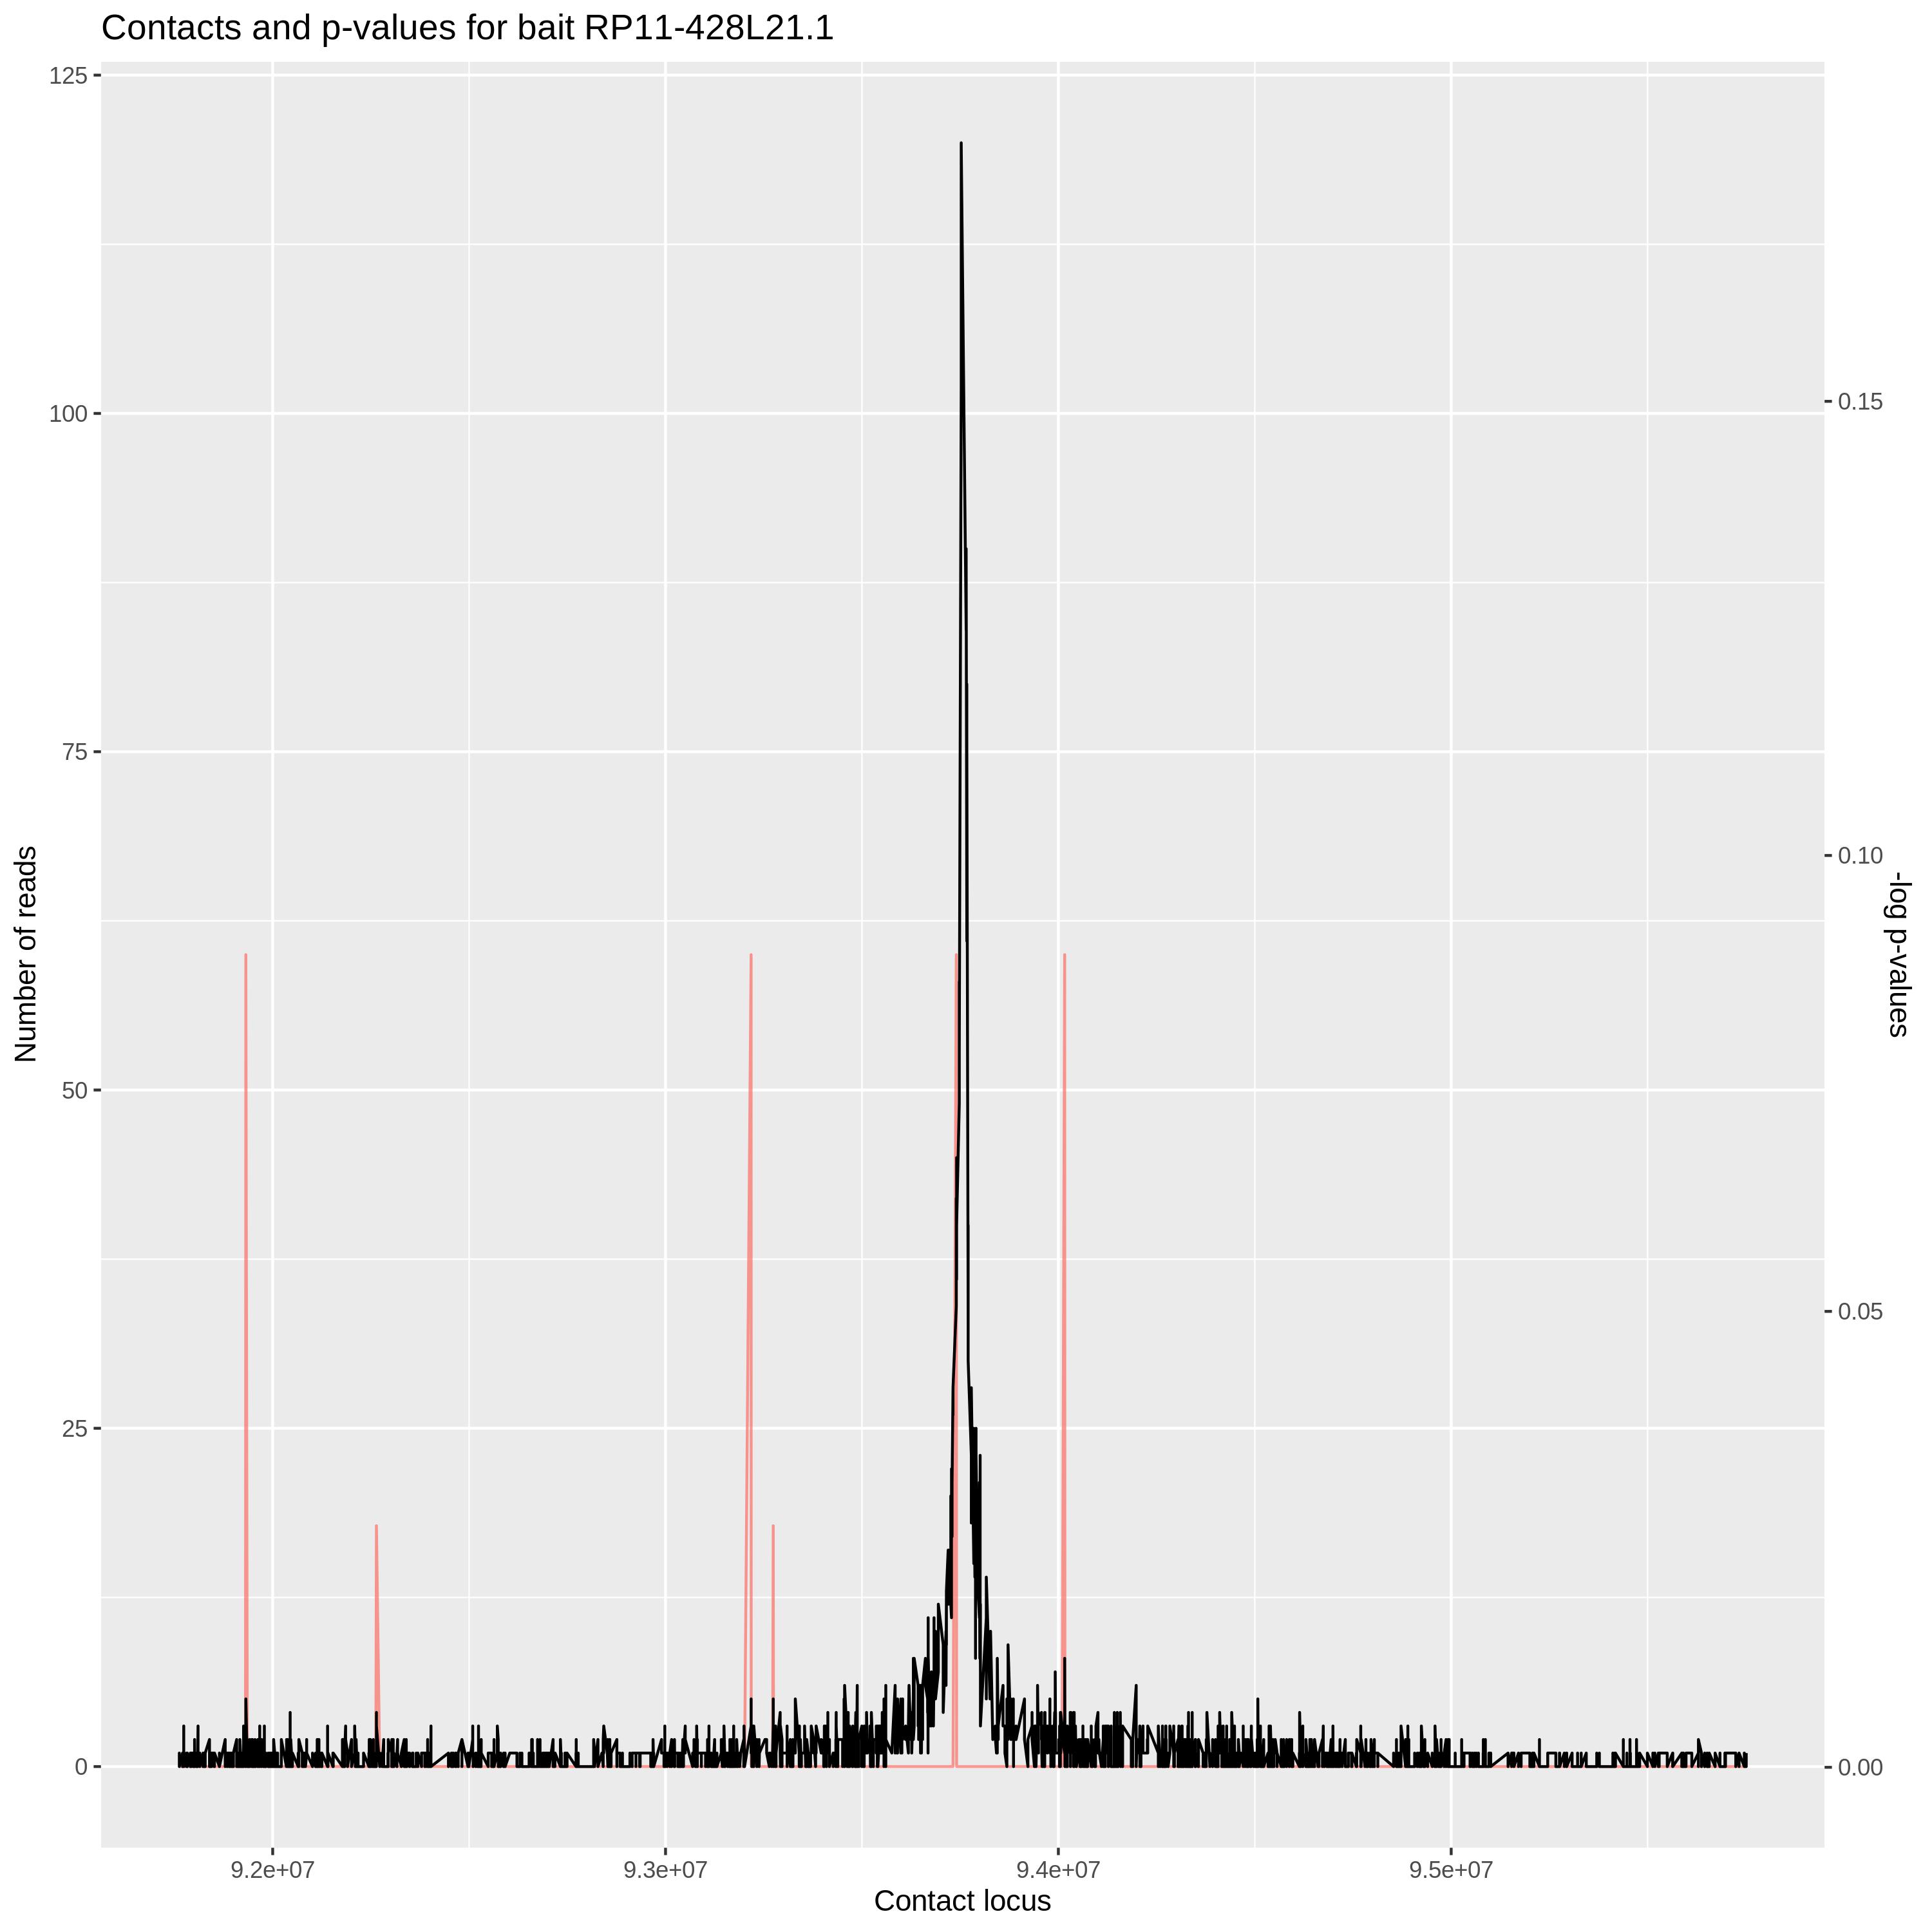 Contacts and p-values for bait RP11-428L21.1
125
100
75
50
25
0
Number of reads
0.15
0.10
0.05
0.00
-log p-values
9.2e+07
9.3e+07
9.4e+07
9.5e+07
Contact locus